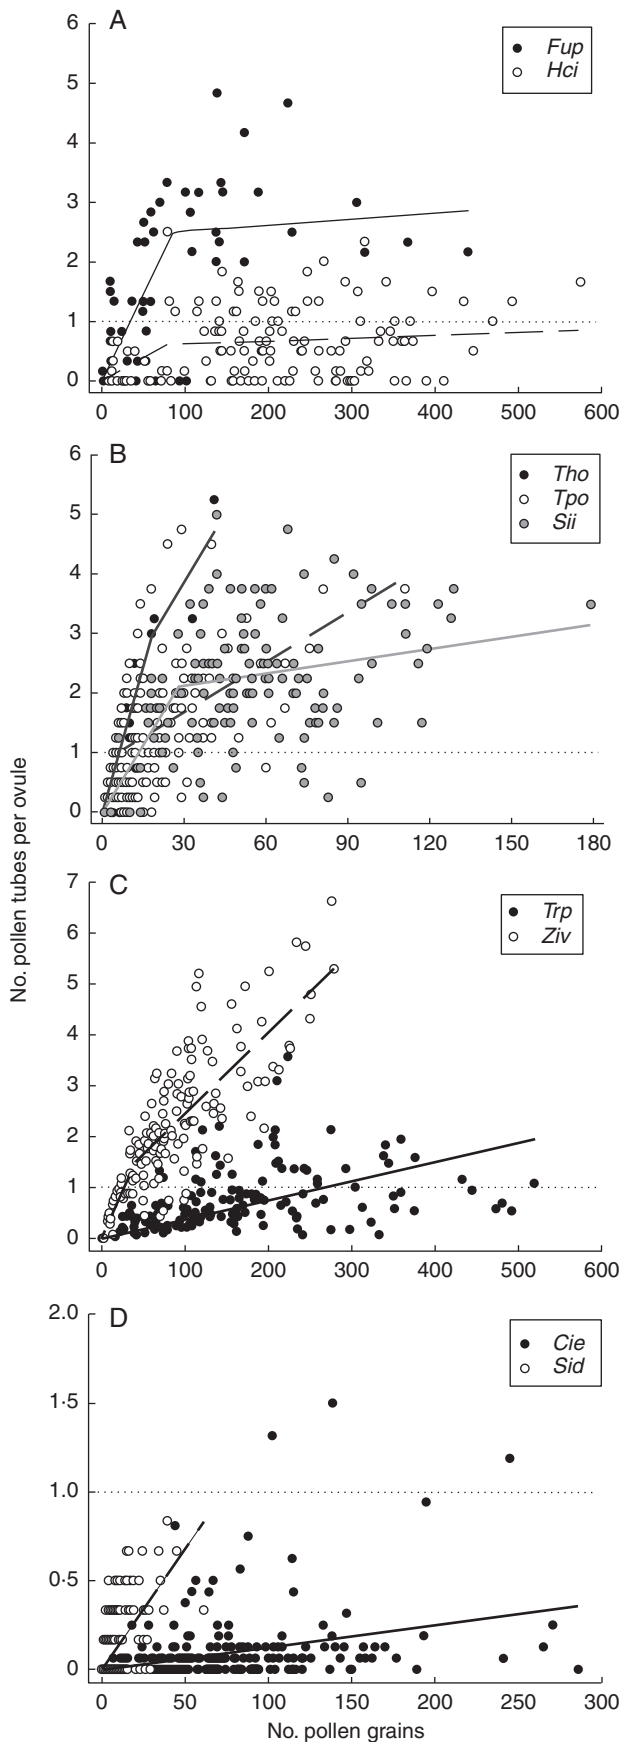 No. pollen tubes per ovule
A
6
5
4
3
2
1
0
Fup
Hci
0 100 200 300 400 500 600
B
6
5
4
3
2
1
0
Tho
Tpo
Sii
0 30 60 90 120 150 180
C
7
6
5
4
3
2
1
0
Trp
Ziv
0 100 200 300 400 500 600
D
2.0
1·5
1.0
0·5
0
Cie
Sid
0 50 100 150 200 250 300
No. pollen grains